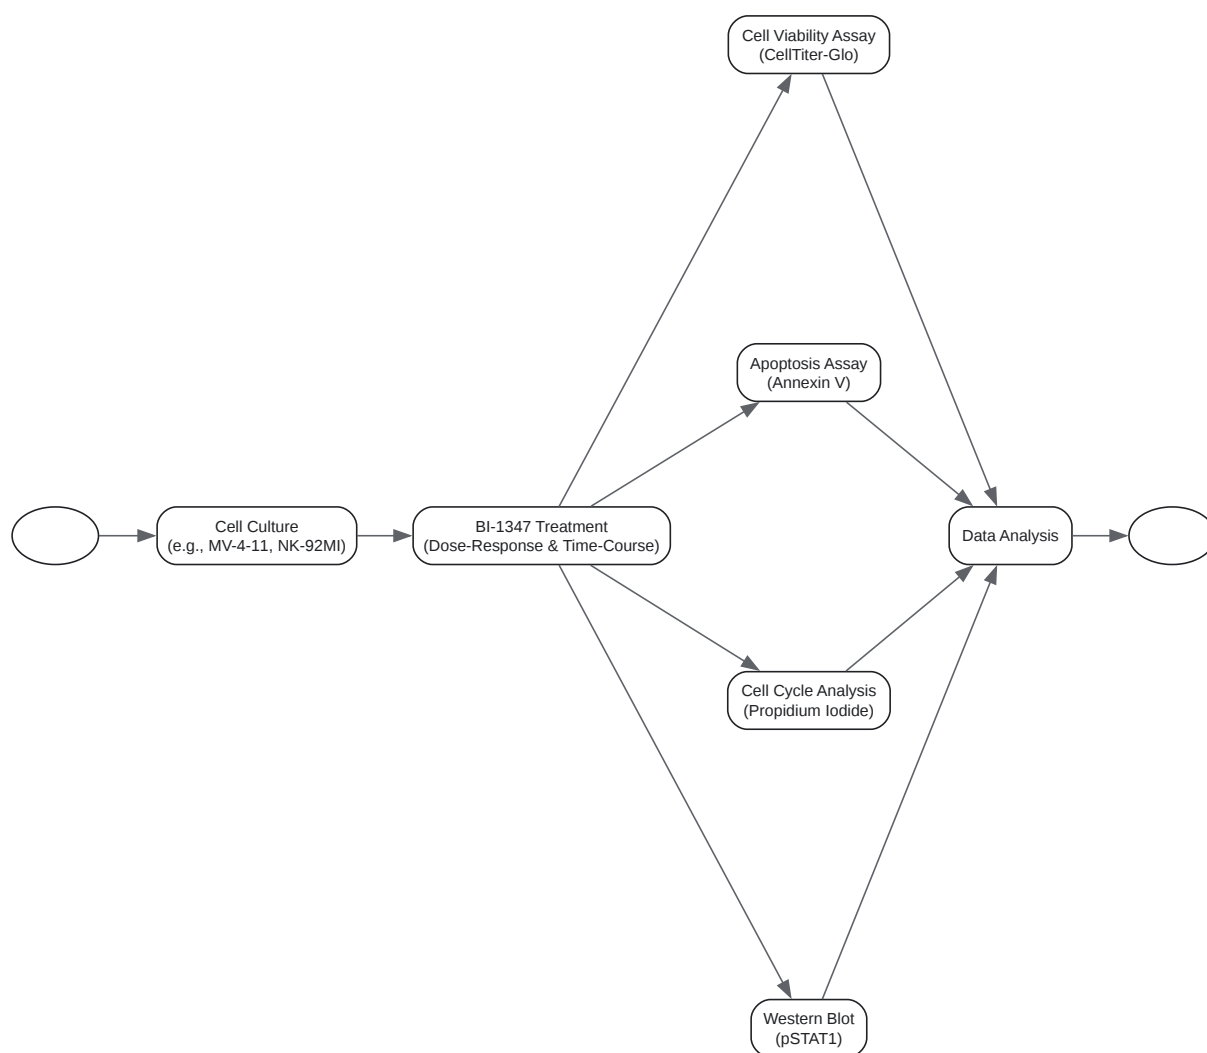 Cell Viability Assay
(CellTiter-Glo)
Apoptosis Assay
(Annexin V)
Cell Culture
(e.g., MV-4-11, NK-92MI)
BI-1347 Treatment
(Dose-Response & Time-Course)
Data Analysis
Cell Cycle Analysis
(Propidium Iodide)
Western Blot
(pSTAT1)